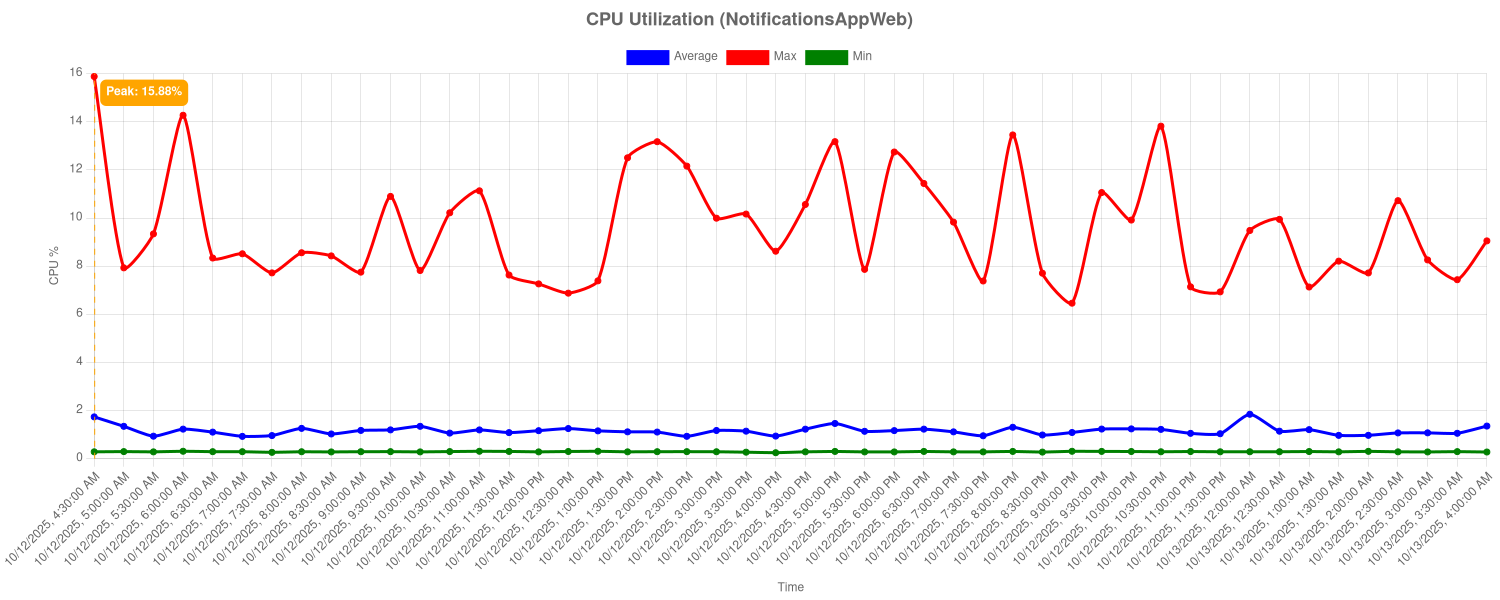 CPU Utilization (NotificationsAppWeb)
Average
Max
Min
16
14
12
10
8
6
4
2
0
CPU %
Peak: 15.88%
10/12/2025, 4:30:00 AM
10/12/2025, 5:00:00 AM
10/12/2025, 5:30:00 AM
10/12/2025, 6:00:00 AM
10/12/2025, 6:30:00 AM
10/12/2025, 7:00:00 AM
10/12/2025, 7:30:00 AM
10/12/2025, 8:00:00 AM
10/12/2025, 8:30:00 AM
10/12/2025, 9:00:00 AM
10/12/2025, 9:30:00 AM
10/12/2025, 10:00:00 AM
10/12/2025, 10:30:00 AM
10/12/2025, 11:00:00 AM
10/12/2025, 11:30:00 AM
10/12/2025, 12:00:00 PM
10/12/2025, 12:30:00 PM
10/12/2025, 1:00:00 PM
10/12/2025, 1:30:00 PM
10/12/2025, 2:00:00 PM
10/12/2025, 2:30:00 PM
10/12/2025, 3:00:00 PM
10/12/2025, 3:30:00 PM
10/12/2025, 4:00:00 PM
10/12/2025, 4:30:00 PM
10/12/2025, 5:00:00 PM
10/12/2025, 5:30:00 PM
10/12/2025, 6:00:00 PM
10/12/2025, 6:30:00 PM
10/12/2025, 7:00:00 PM
10/12/2025, 7:30:00 PM
10/12/2025, 8:00:00 PM
10/12/2025, 8:30:00 PM
10/12/2025, 9:00:00 PM
10/12/2025, 9:30:00 PM
10/12/2025, 10:00:00 PM
10/12/2025, 10:30:00 PM
10/12/2025, 11:00:00 PM
10/12/2025, 11:30:00 PM
10/13/2025, 12:00:00 AM
10/13/2025, 12:30:00 AM
10/13/2025, 1:00:00 AM
10/13/2025, 1:30:00 AM
10/13/2025, 2:00:00 AM
10/13/2025, 2:30:00 AM
10/13/2025, 3:00:00 AM
10/13/2025, 3:30:00 AM
10/13/2025, 4:00:00 AM
Time